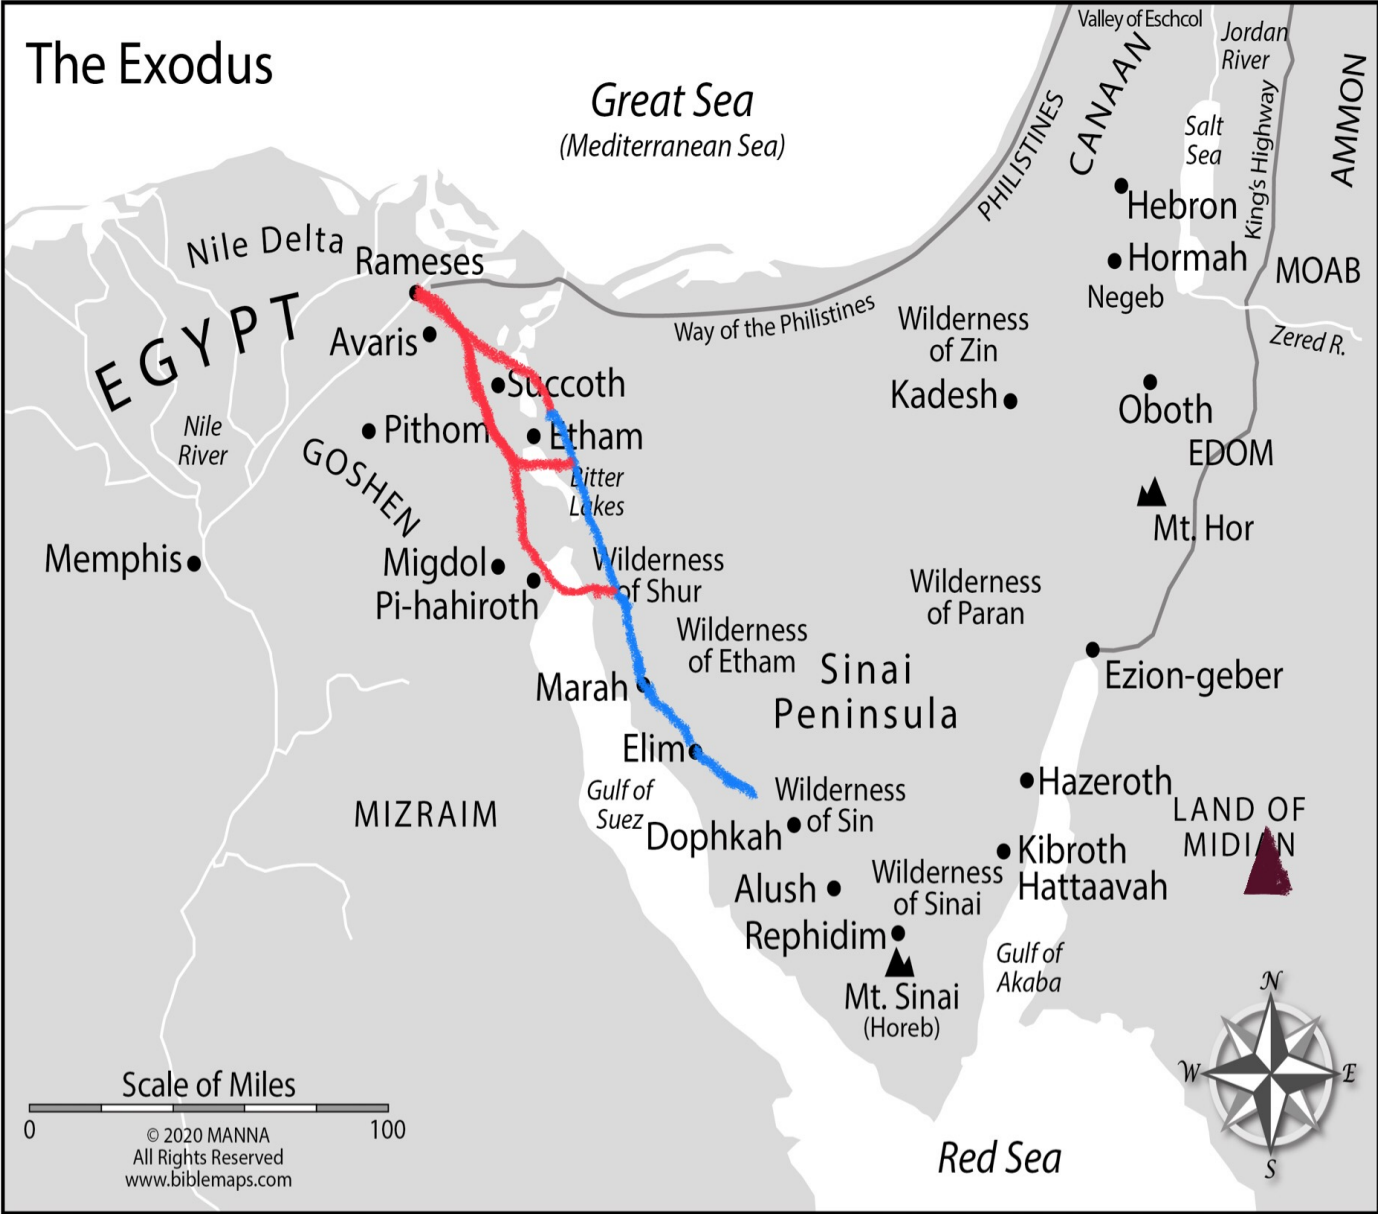 The Exodus
Great Sea
(Mediterranean Sea)
Valley of Eschcol
Jordan
River
CANAAN
PHILISTINES
Salt
Sea
King's Highway
AMMON
Hebron
Hormah
Negeb
MOAB
Zered R.
Nile Delta
Rameses
EGYPT
Avaris
Way of the Philistines
Wilderness
of Zin
Kadesh
Oboth
EDOM
Mt. Hor
Succoth
Nile
River
Pithom
Etham
GOSHEN
Bitter
Lakes
Memphis
Migdol
Pi-hahiroth
Wilderness
of Shur
Wilderness
of Etham
Wilderness
of Paran
Sinai
Peninsula
Ezion-geber
Marah
Elim
Gulf of
Suez
MIZRAIM
Wilderness
of Sin
Dophkah
Hazeroth
LAND OF
MIDIAN
Kibroth
Hattaavah
Alush
Wilderness
of Sinai
Rephidim
Mt. Sinai
(Horeb)
Gulf of
Akaba
N
W
E
S
Red Sea
Scale of Miles
0 100
© 2020 MANNA
All Rights Reserved
www.biblemaps.com